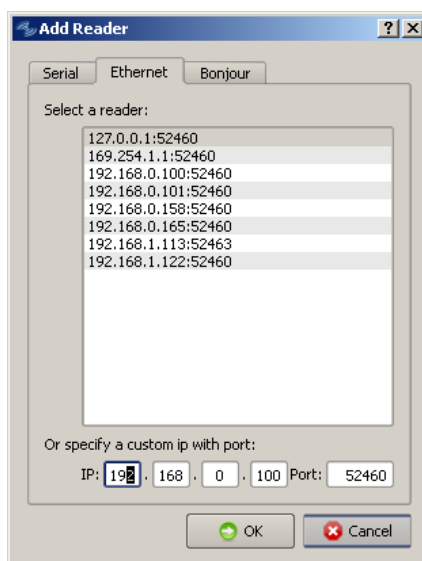 Add Reader
Serial Ethernet Bonjour
Select a reader:
127.0.0.1:52460
169.254.1.1:52460
192.168.0.100:52460
192.168.0.101:52460
192.168.0.158:52460
192.168.0.165:52460
192.168.1.113:52463
192.168.1.122:52460
Or specify a custom ip with port:
IP: 192 . 168 . 0 . 100 Port: 52460
OK Cancel